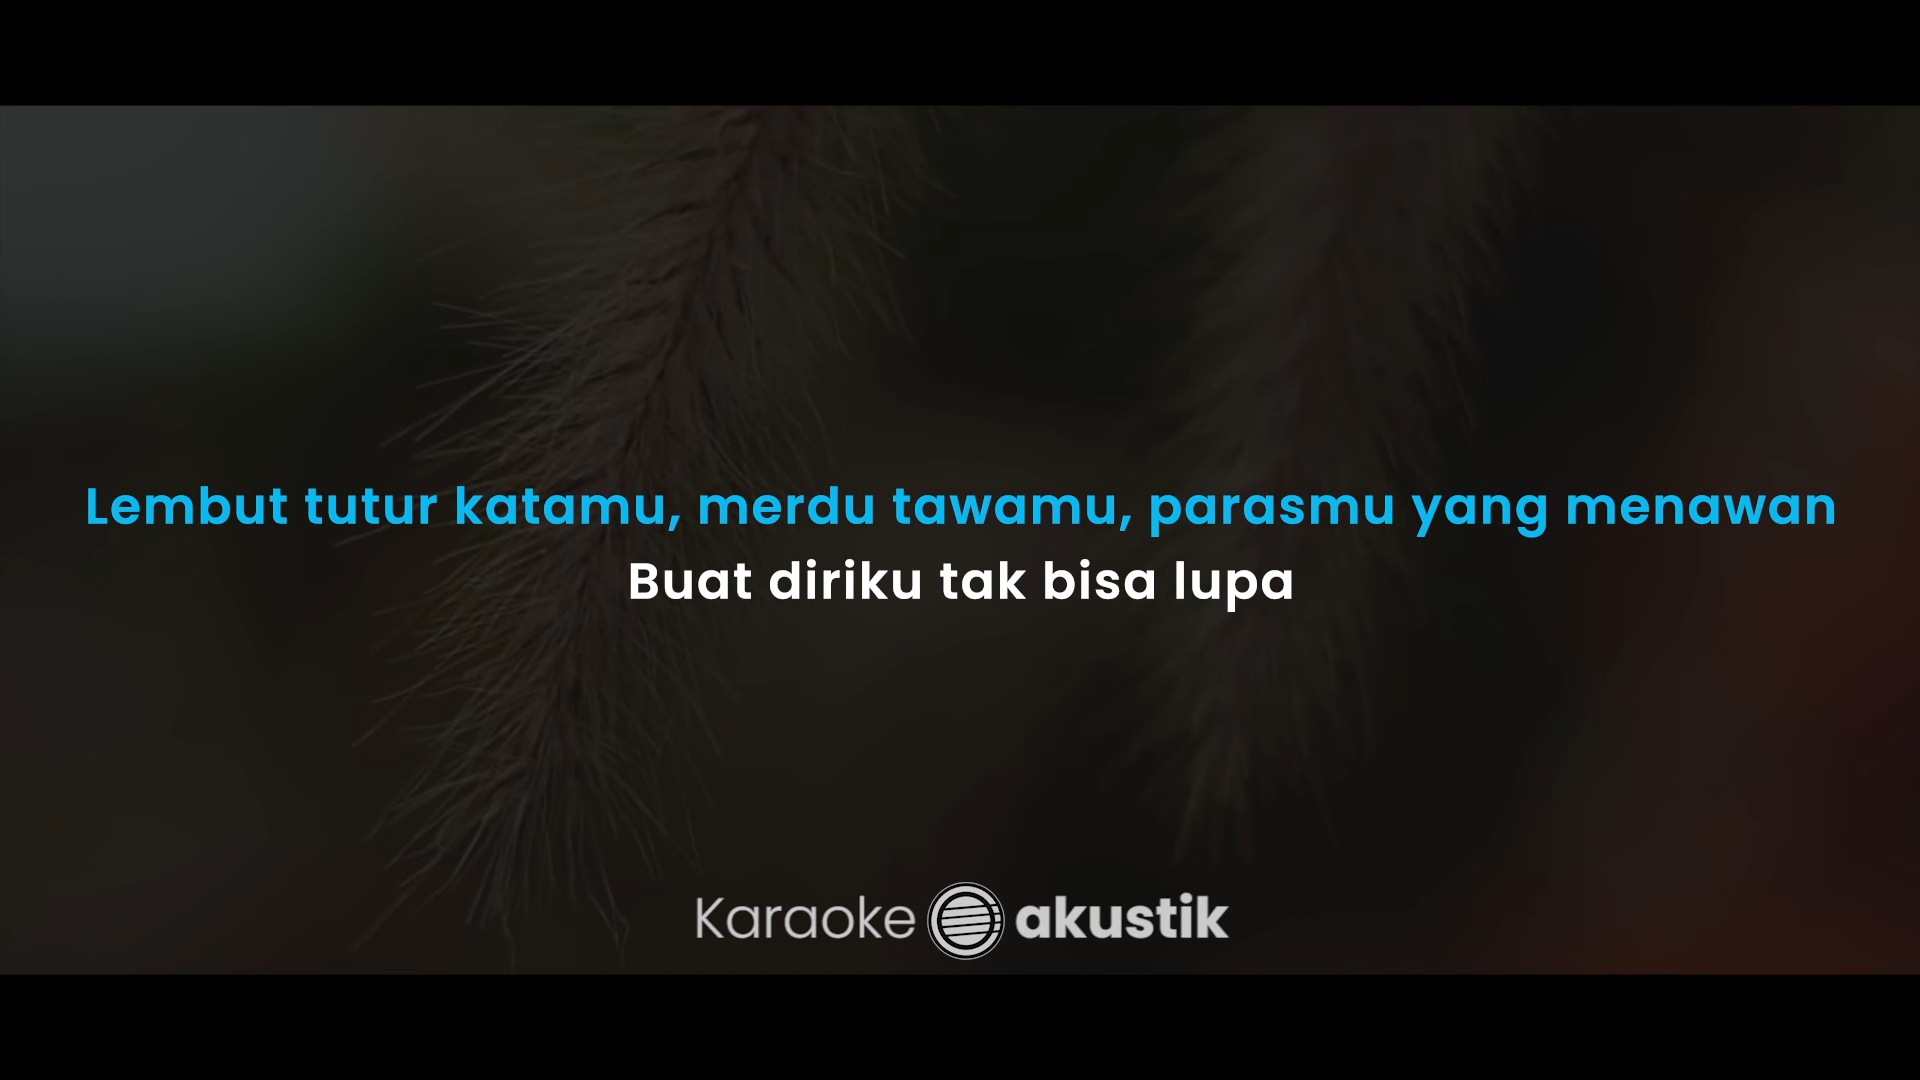 Lembut tutur katamu, merdu tawamu, parasmu yang menawan
Buat diriku tak bisa lupa
Karaoke akustik